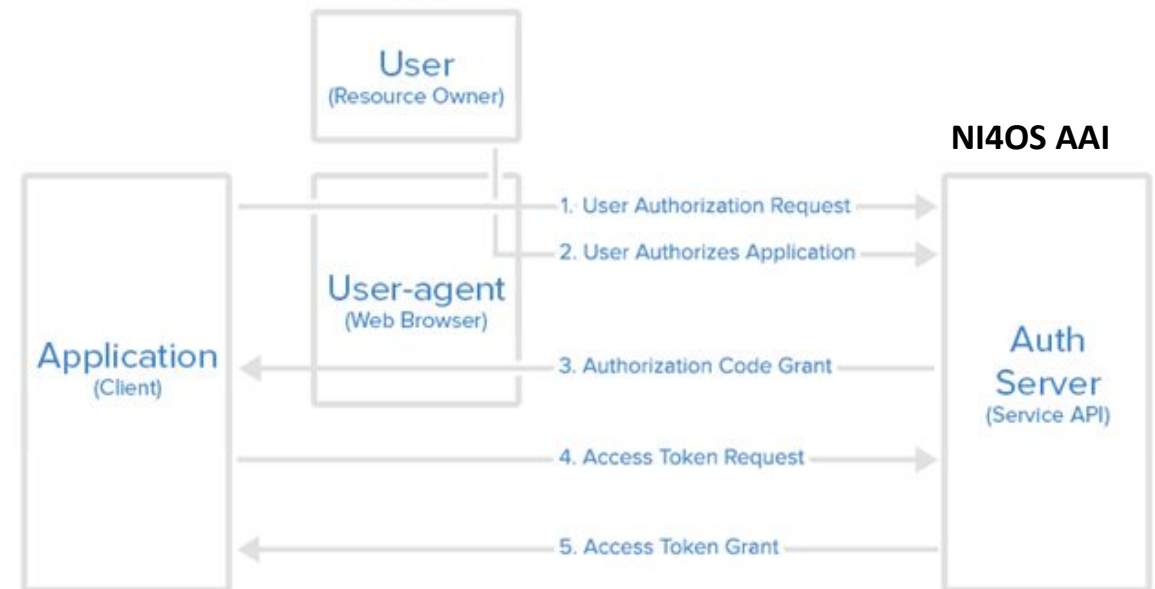 User
(Resource Owner)
NI4OS AAI
1. User Authorization Request
2. User Authorizes Application
User-agent
(Web Browser)
Application
(Client)
3. Authorization Code Grant
Auth
Server
(Service API)
4. Access Token Request
5. Access Token Grant